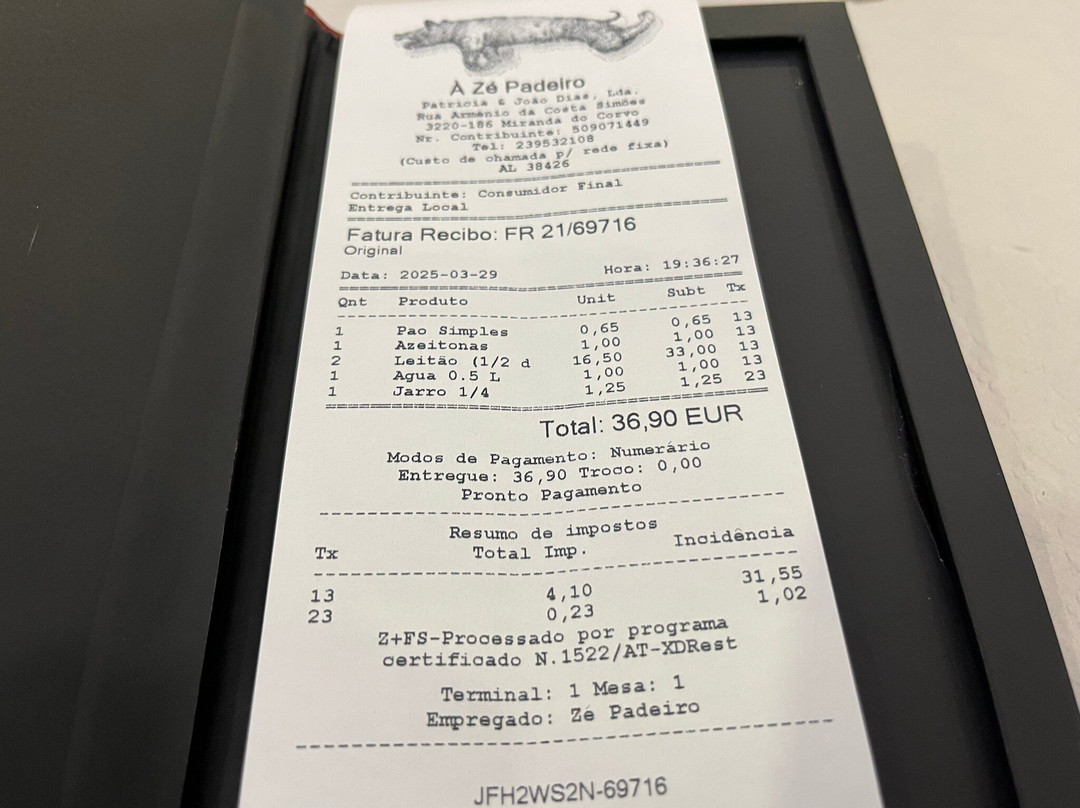 À Zé Padeiro
Patricia & João Dias, Lda.
Rua Arménio da Costa Simões
3220-186 Miranda do Corvo
Nr. Contribuinte: 509071449
Tel: 239532108
(Custo de chamada p/ rede fixa)
AL 38426
Contribuinte: Consumidor Final
Entrega Local
Fatura Recibo: FR 21/69716
Original
Data: 2025-03-29 Hora: 19:36:27
Qnt Produto Unit Subt Tx
1 Pao Simples 0,65 0,65 13
1 Azeitonas 1,00 1,00 13
2 Leitão (1/2 d 16,50 33,00 13
1 Agua 0.5 L 1,00 1,00 13
1 Jarro 1/4 1,25 1,25 23
Total: 36,90 EUR
Modos de Pagamento: Numerário
Entregue: 36,90 Troco: 0,00
Pronto Pagamento
Resumo de impostos
Tx Total Imp. Incidência
13 4,10 31,55
23 0,23 1,02
Z+FS-Processado por programa
certificado N.1522/AT-XDRest
Terminal: 1 Mesa: 1
Empregado: Zé Padeiro
JFH2WS2N-69716